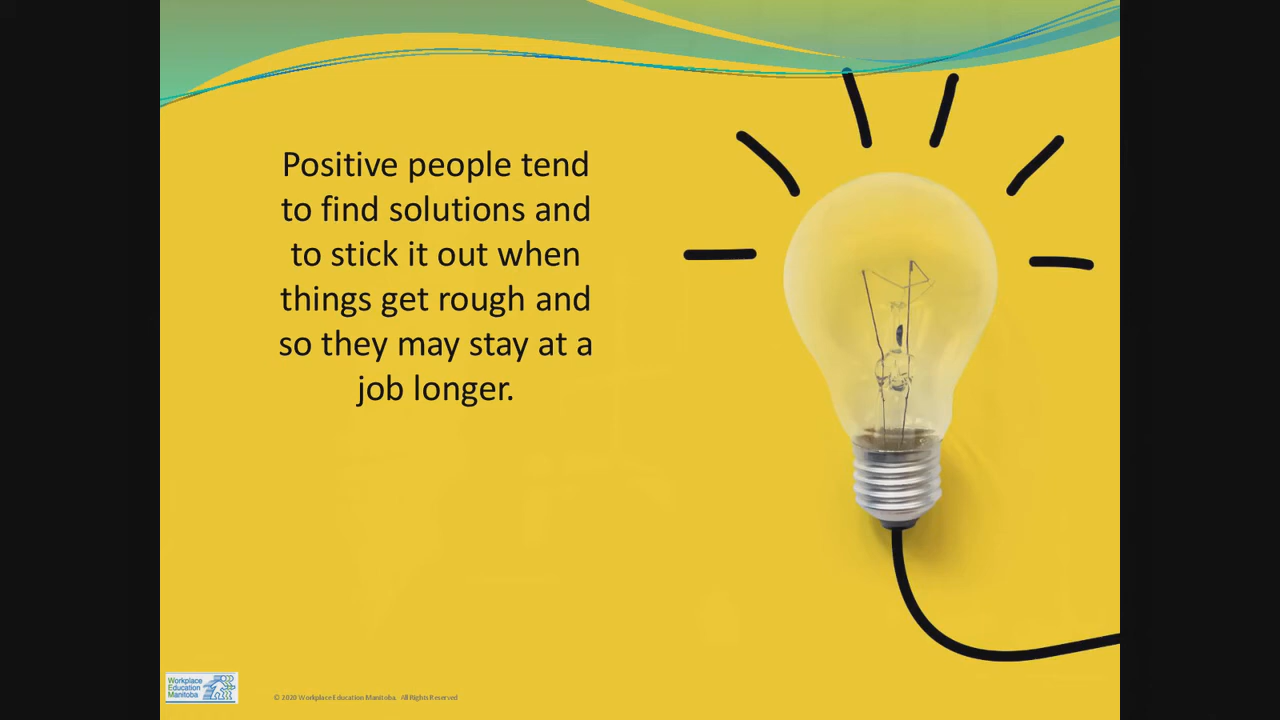 Positive people tend
to find solutions and
to stick it out when
things get rough and
so they may stay at a
job longer.
Workplace
Education
Manitoba
© 2020 Workplace Education Manitoba. All Rights Reserved